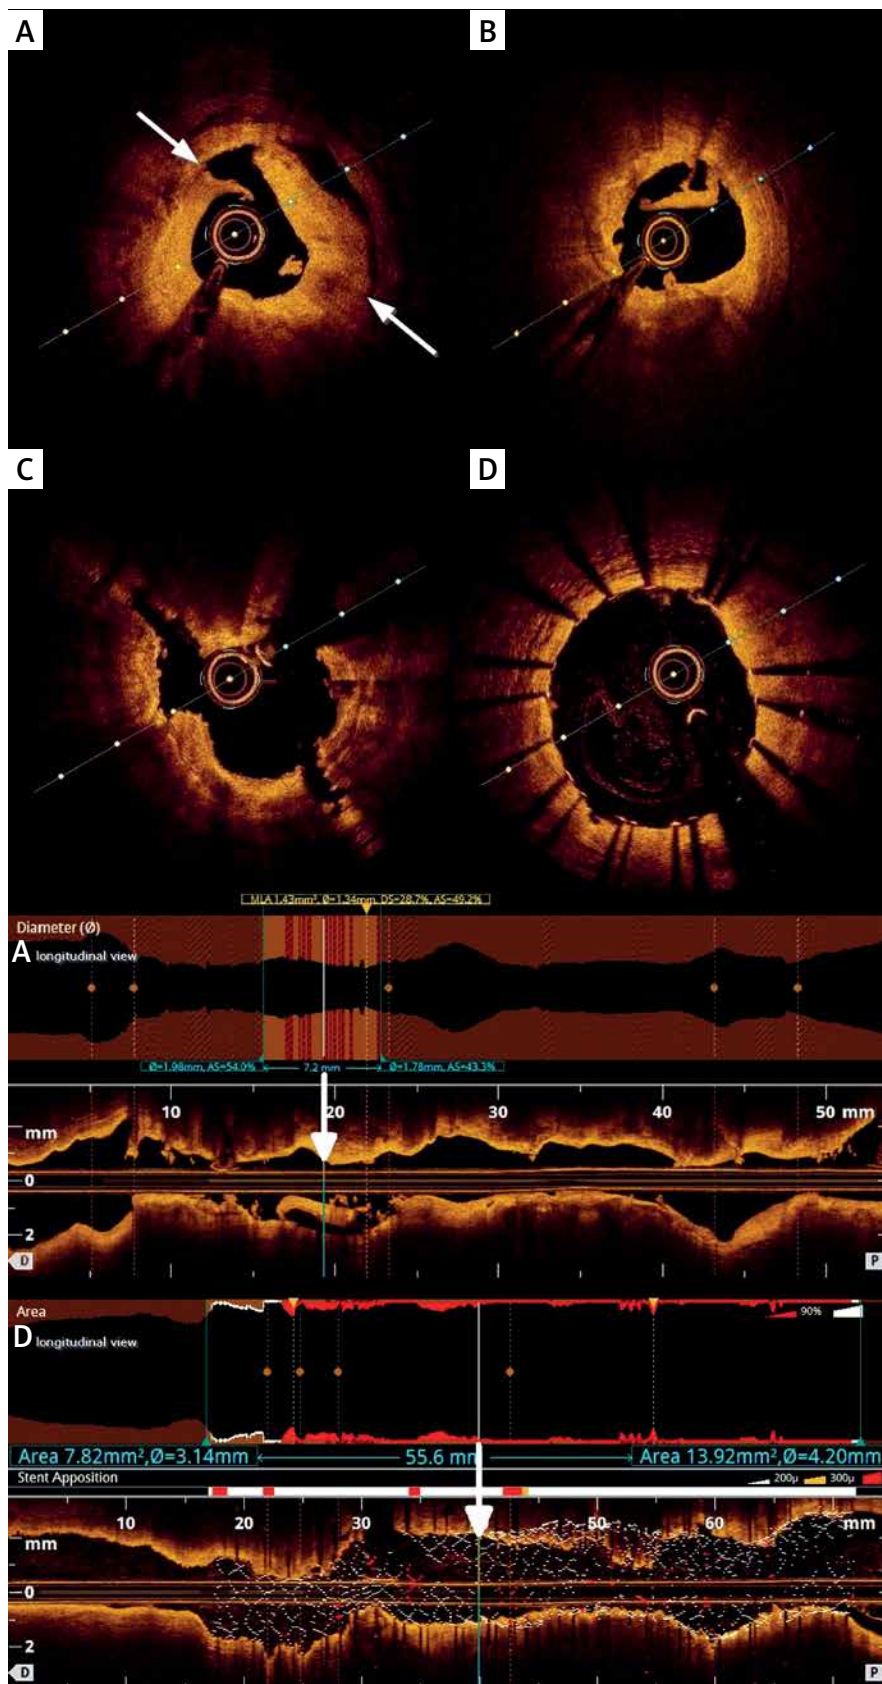 A
B
C
D
MLA 1.43mm², Ø=1.34mm, DS=28.7%, AS=49.2%
Diameter (Ø)
A longitudinal view
Ø=1.98mm, AS=54.0%
7.2 mm
Ø=1.78mm, AS=43.3%
10 20 30 40 50 mm
mm
0
2
D P
Area
90%
D longitudinal view
Area 7.82mm²,Ø=3.14mm 55.6 mm Area 13.92mm²,Ø=4.20mm
Stent Apposition 200µ 300µ
10 20 30 50 60 mm
mm
0
2
D P